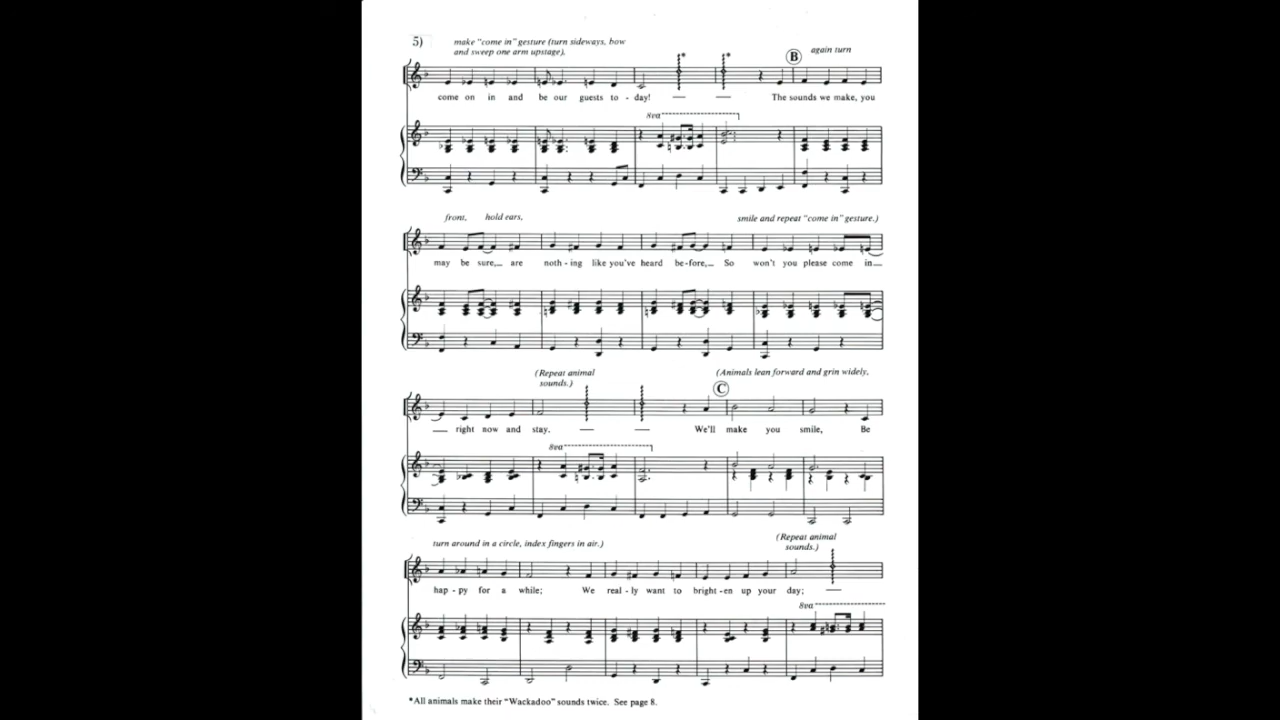 5) make "come in" gesture (turn sideways, bow
and sweep one arm upstage).
B again turn
come on in and be our guests to - day! The sounds we make, you
8va
front, hold ears, smile and repeat "come in" gesture.)
may be sure, are noth - ing like you've heard be - fore, So won't you please come in
(Repeat animal
sounds.)
C (Animals lean forward and grin widely,
right now and stay. We'll make you smile, Be
8va
turn around in a circle, index fingers in air.)
(Repeat animal
sounds.)
hap - py for a while; We real - ly want to bright - en up your day;
8va
*All animals make their "Wackadoo" sounds twice. See page 8.